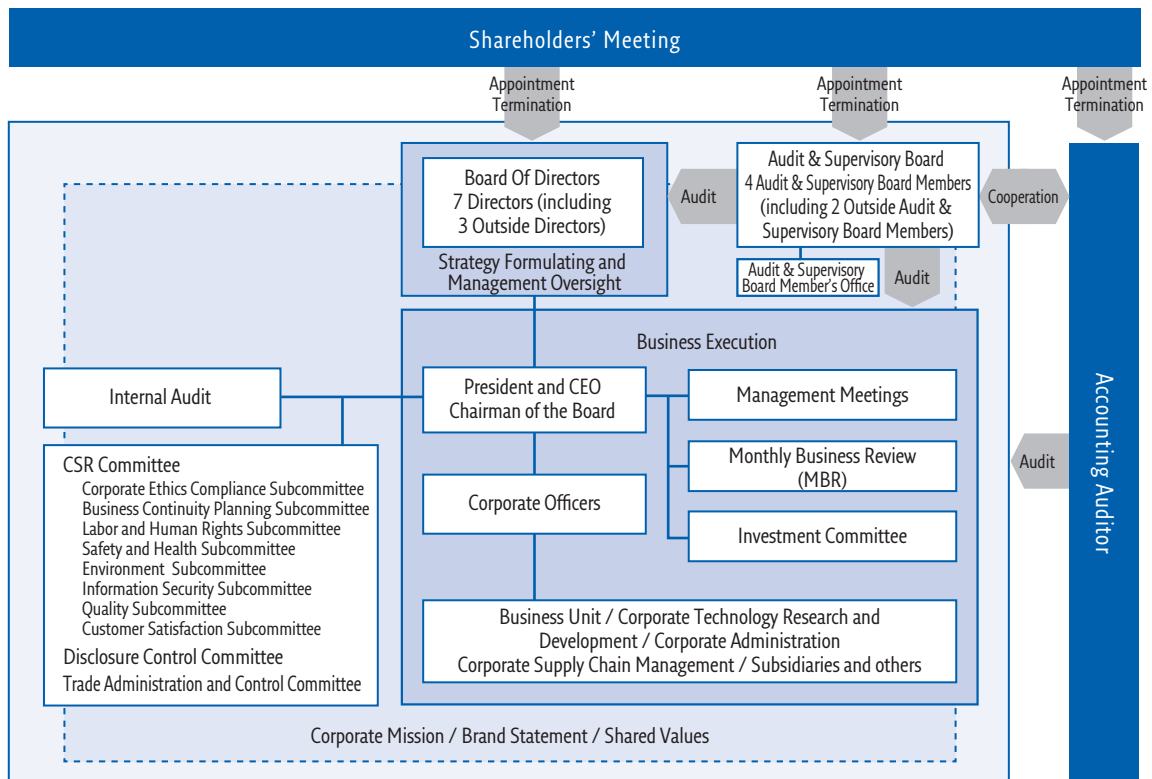 Shareholders' Meeting
Appointment
Termination
Appointment
Termination
Appointment
Termination
Board Of Directors
7 Directors (including
3 Outside Directors)
Strategy Formulating and
Management Oversight
Audit
Audit & Supervisory Board
4 Audit & Supervisory Board Members
(including 2 Outside Audit &
Supervisory Board Members)
Cooperation
Audit & Supervisory
Board Member's Office
Audit
Business Execution
Internal Audit
President and CEO
Chairman of the Board
Management Meetings
Monthly Business Review
(MBR)
Corporate Officers
Investment Committee
CSR Committee
Corporate Ethics Compliance Subcommittee
Business Continuity Planning Subcommittee
Labor and Human Rights Subcommittee
Safety and Health Subcommittee
Environment Subcommittee
Information Security Subcommittee
Quality Subcommittee
Customer Satisfaction Subcommittee
Disclosure Control Committee
Trade Administration and Control Committee
Business Unit / Corporate Technology Research and
Development / Corporate Administration
Corporate Supply Chain Management / Subsidiaries and others
Audit
Accounting Auditor
Corporate Mission / Brand Statement / Shared Values